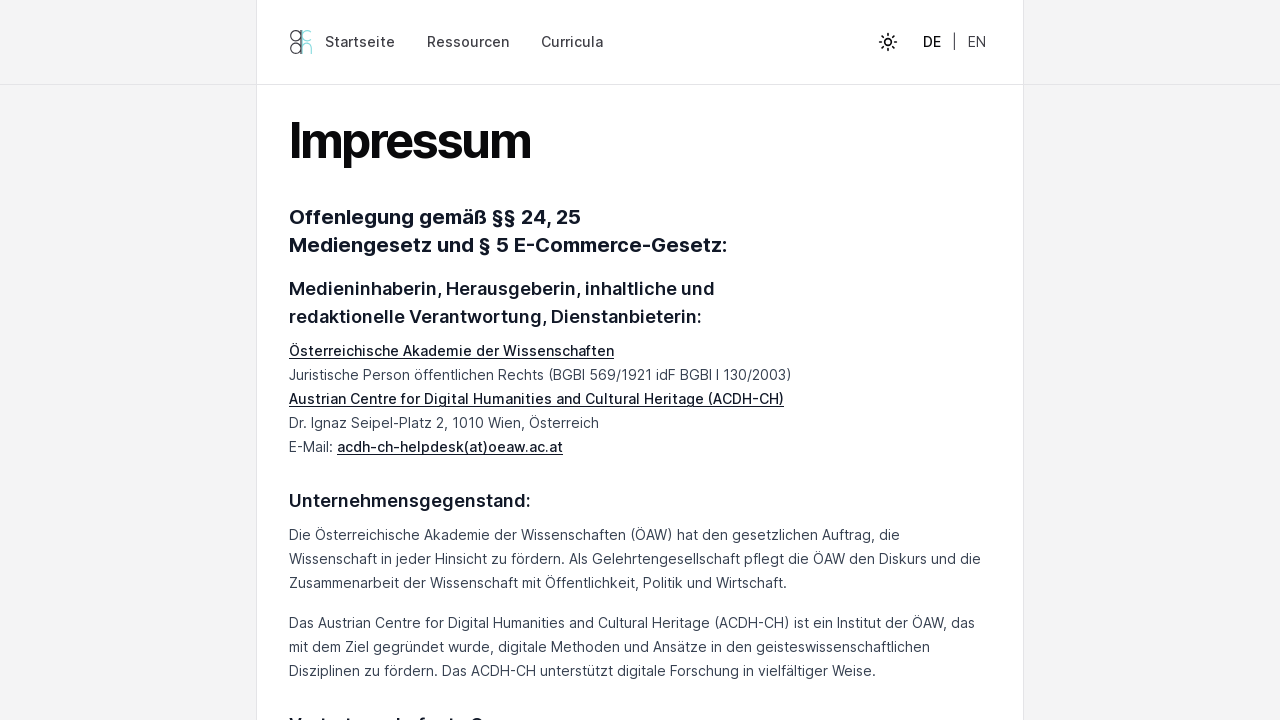 Startseite Ressourcen Curricula DE | EN
Impressum
Offenlegung gemäß §§ 24, 25
Mediengesetz und § 5 E-Commerce-Gesetz:
Medieninhaberin, Herausgeberin, inhaltliche und
redaktionelle Verantwortung, Dienstanbieterin:
Österreichische Akademie der Wissenschaften
Juristische Person öffentlichen Rechts (BGBl 569/1921 idF BGBl I 130/2003)
Austrian Centre for Digital Humanities and Cultural Heritage (ACDH-CH)
Dr. Ignaz Seipel-Platz 2, 1010 Wien, Österreich
E-Mail: acdh-ch-helpdesk(at)oeaw.ac.at
Unternehmensgegenstand:
Die Österreichische Akademie der Wissenschaften (ÖAW) hat den gesetzlichen Auftrag, die
Wissenschaft in jeder Hinsicht zu fördern. Als Gelehrtengesellschaft pflegt die ÖAW den Diskurs und die
Zusammenarbeit der Wissenschaft mit Öffentlichkeit, Politik und Wirtschaft.
Das Austrian Centre for Digital Humanities and Cultural Heritage (ACDH-CH) ist ein Institut der ÖAW, das
mit dem Ziel gegründet wurde, digitale Methoden und Ansätze in den geisteswissenschaftlichen
Disziplinen zu fördern. Das ACDH-CH unterstützt digitale Forschung in vielfältiger Weise.